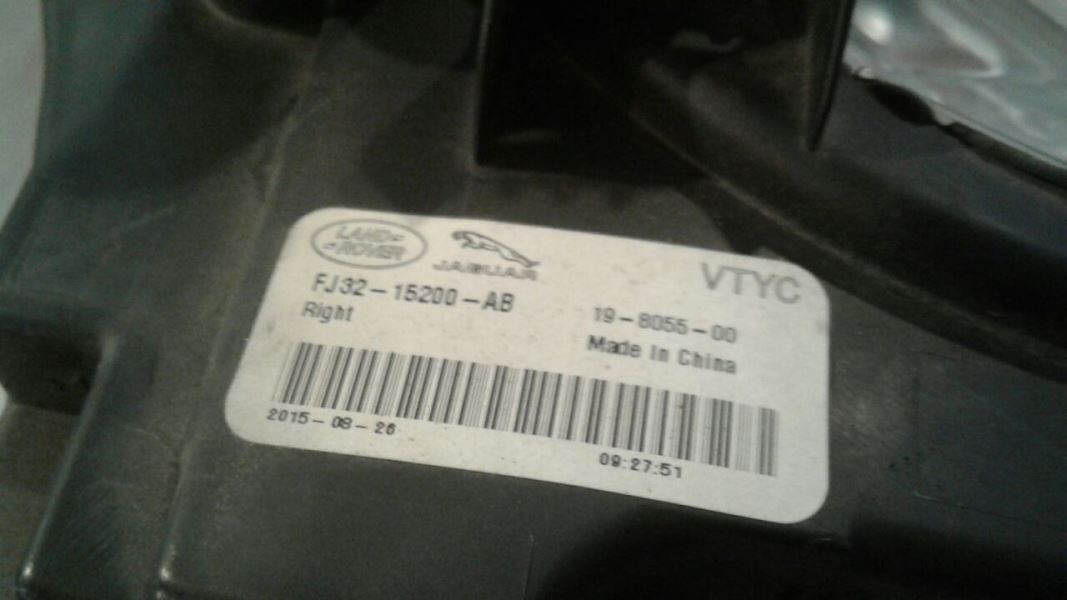 LAND
ROVER
JAGUAR
VTYC
FJ32-15200-AB
Right
19-8055-00
Made in China
2015-08-26
09:27:51